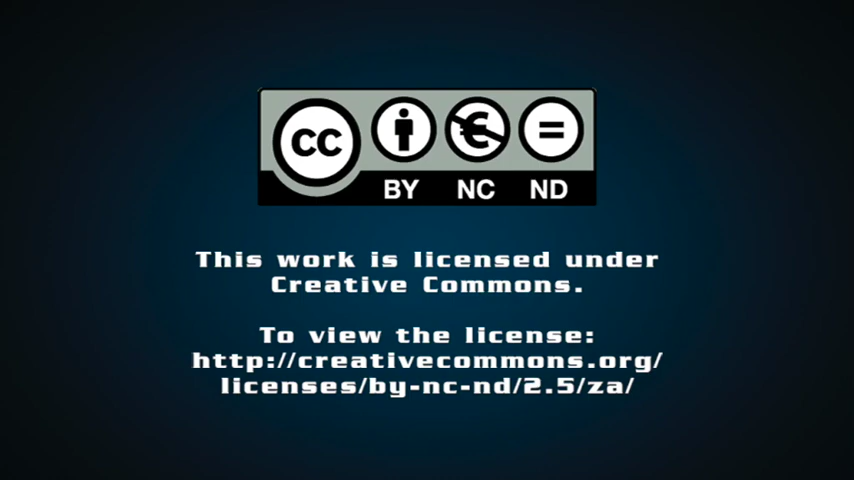 CC
BY NC ND
This work is licensed under
Creative Commons.
To view the license:
http://creativecommons.org/
licenses/by-nc-nd/2.5/za/